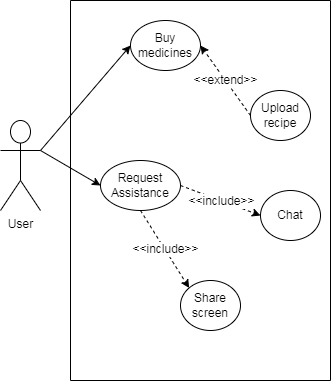 Buy
medicines
<<extend>>
Upload
recipe
Request
Assistance
<<include>>
Chat
User
<<include>>
Share
screen